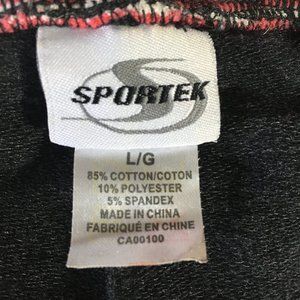 SPORTEK
L/G
85% COTTON/COTON
10% POLYESTER
5% SPANDEX
MADE IN CHINA
FABRIQUÉ EN CHINE
CA00100